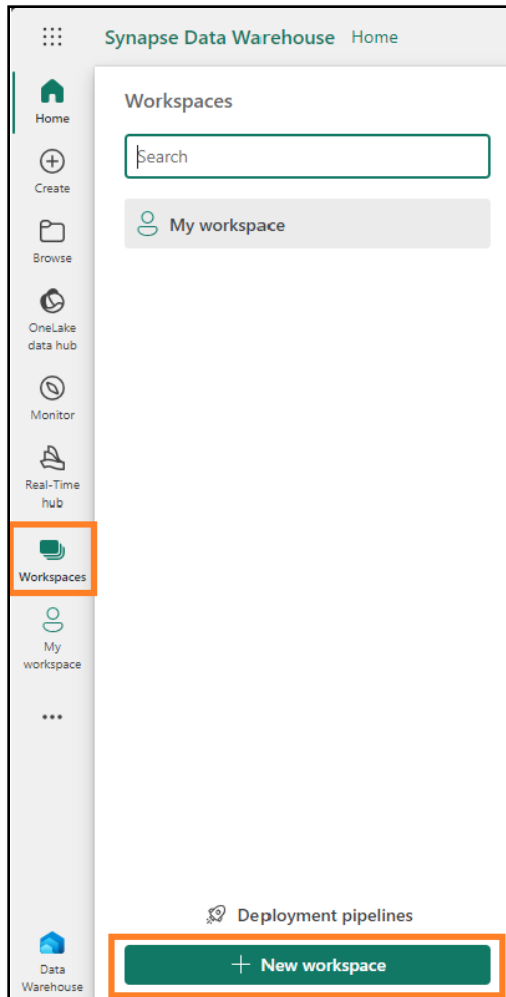 Synapse Data Warehouse Home
Home
Create
Browse
OneLake
data hub
Monitor
Real-Time
hub
Workspaces
My
workspace
Data
Warehouse
Workspaces
Search
My workspace
Deployment pipelines
New workspace